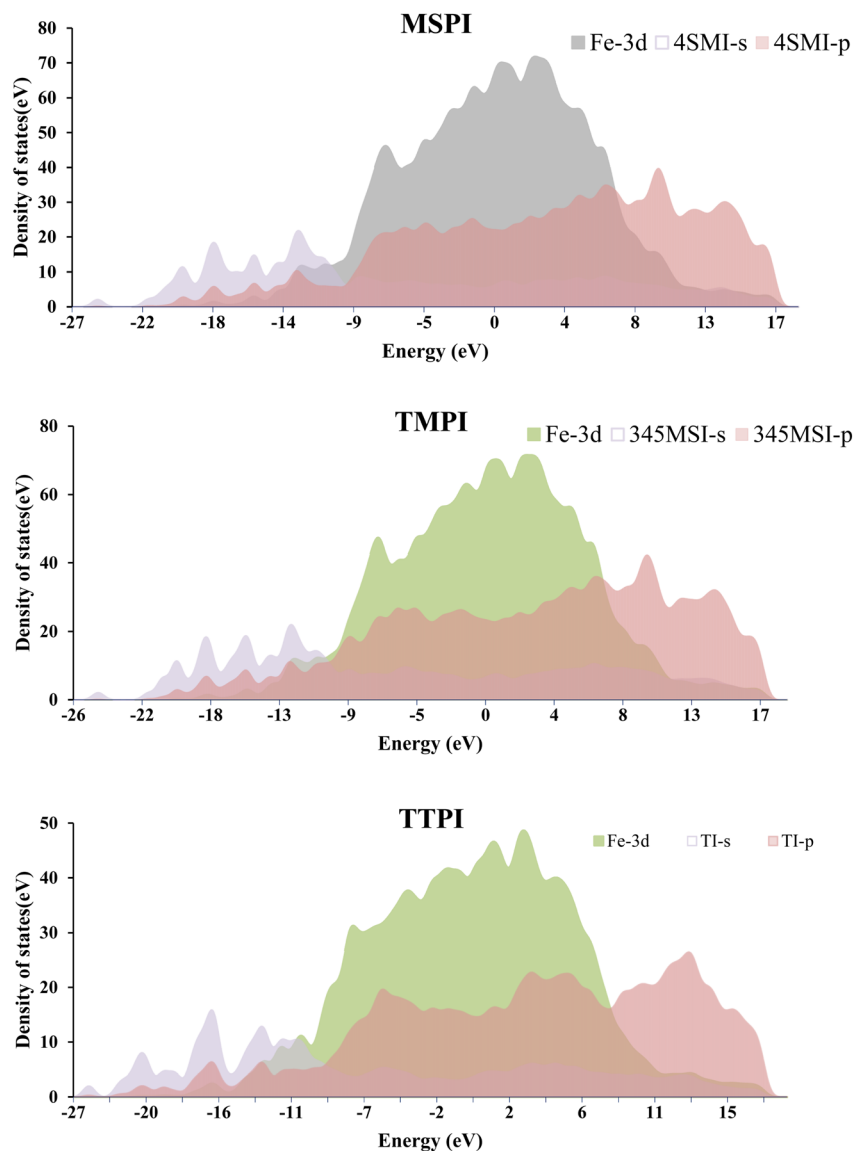 MSPI
Fe-3d 4SMI-s 4SMI-p
Density of states(eV)
80
70
60
50
40
30
20
10
0
-27 -22 -18 -14 -9 -5 0 4 8 13 17
Energy (eV)
TMPI
Fe-3d 345MSI-s 345MSI-p
Density of states(eV)
80
60
40
20
0
-26 -22 -18 -13 -9 -5 0 4 8 13 17
Energy (eV)
TTPI
Fe-3d TI-s TI-p
Density of states(eV)
50
40
30
20
10
0
-27 -20 -16 -11 -7 -2 2 6 11 15
Energy (eV)